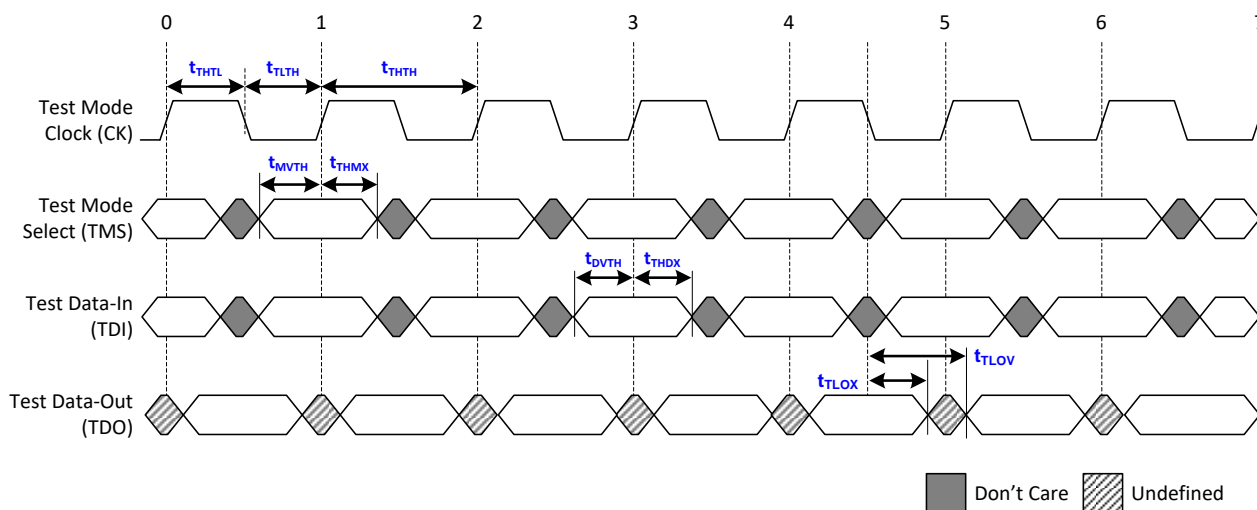 0 1 2 3 4 5 6 7
tTHTL tTLTH tTHTH
Test Mode
Clock (CK)
tMVTH tTHMX
Test Mode
Select (TMS)
tDVTH tTHDX
Test Data-In
(TDI)
tTLOV
tTLOX
Test Data-Out
(TDO)
Don't Care Undefined